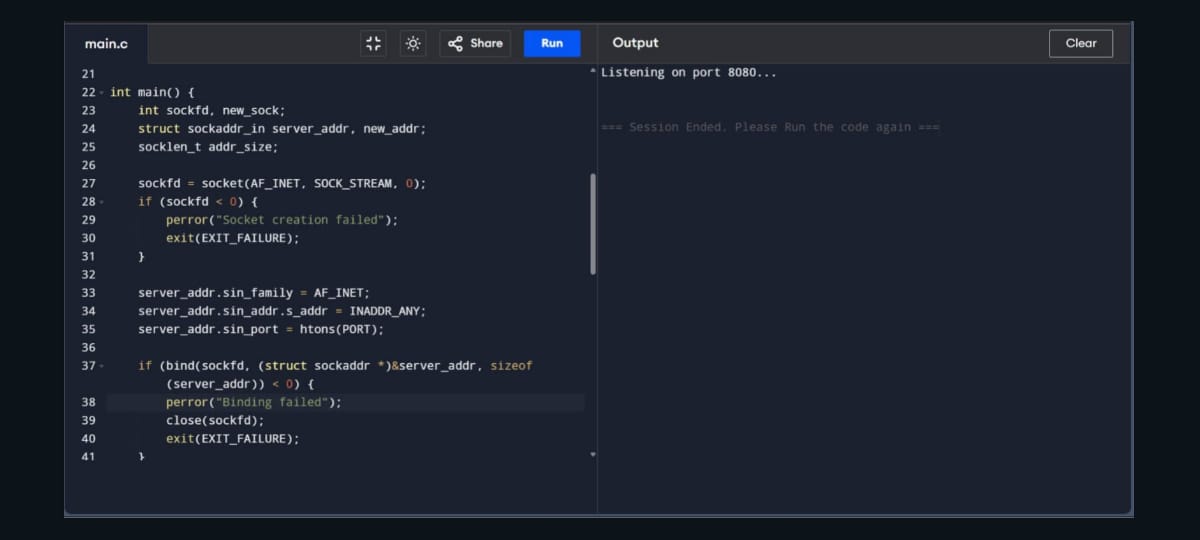 main.c
Share
Run
Output
Clear
21
22 int main() {
23 int sockfd, new_sock;
24 struct sockaddr_in server_addr, new_addr;
25 socklen_t addr_size;
26
27 sockfd = socket(AF_INET, SOCK_STREAM, 0);
28 if (sockfd < 0) {
29 perror("Socket creation failed");
30 exit(EXIT_FAILURE);
31 }
32
33 server_addr.sin_family = AF_INET;
34 server_addr.sin_addr.s_addr = INADDR_ANY;
35 server_addr.sin_port = htons(PORT);
36
37 if (bind(sockfd, (struct sockaddr *)&server_addr, sizeof
(server_addr)) < 0) {
38 perror("Binding failed");
39 close(sockfd);
40 exit(EXIT_FAILURE);
41 }
Listening on port 8080...
=== Session Ended. Please Run the code again ===